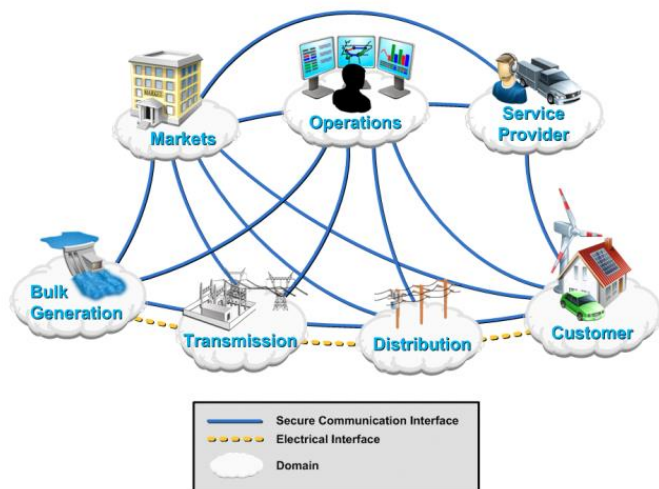 Markets
Operations
Service
Provider
Bulk
Generation
Transmission
Distribution
Customer
Secure Communication Interface
Electrical Interface
Domain